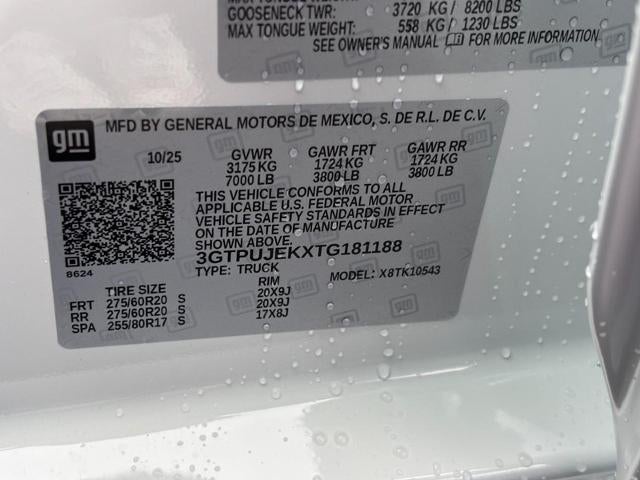 GOOSENECK TWR: 3720 KG / 8200 LBS
MAX TONGUE WEIGHT: 558 KG / 1230 LBS
SEE OWNER'S MANUAL FOR MORE INFORMATION.
gm MFD BY GENERAL MOTORS DE MEXICO, S. DE R.L. DE C.V.
10/25 GVWR GAWR FRT GAWR RR
3175 KG 1724 KG 1724 KG
7000 LB 3800 LB 3800 LB
THIS VEHICLE CONFORMS TO ALL
APPLICABLE U.S. FEDERAL MOTOR
VEHICLE SAFETY STANDARDS IN EFFECT
ON THE DATE OF MANUFACTURE
SHOWN ABOVE.
3GTPUJEKXTG181188
8624 TYPE: TRUCK MODEL: X8TK10543
TIRE SIZE RIM
FRT 275/60R20 S 20X9J
RR 275/60R20 S 20X9J
SPA 255/80R17 S 17X8J